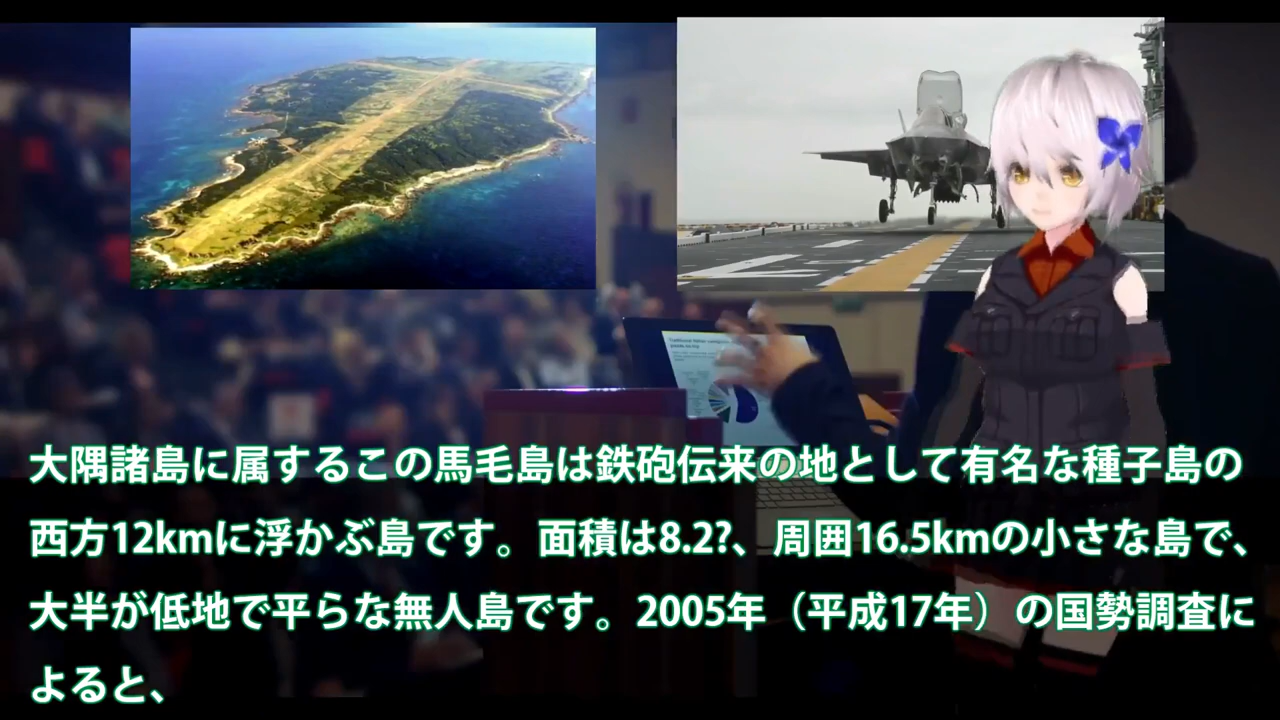 大隅諸島に属するこの馬毛島は鉄砲伝来の地として有名な種子島の
西方12kmに浮かぶ島です。面積は8.2?、周囲16.5kmの小さな島で、
大半が低地で平らな無人島です。2005年（平成17年）の国勢調査に
よると、